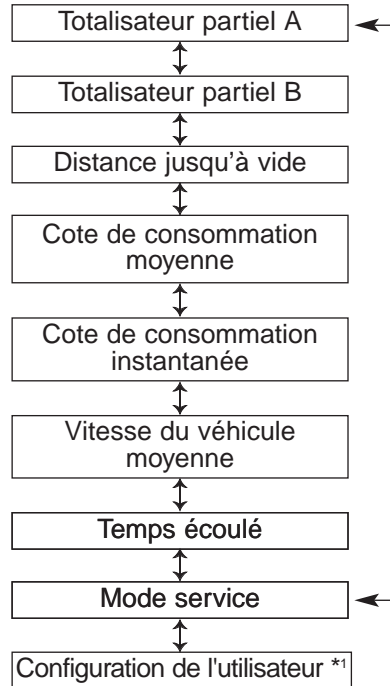 Totalisateur partiel A
Totalisateur partiel B
Distance jusqu'à vide
Cote de consommation
moyenne
Cote de consommation
instantanée
Vitesse du véhicule
moyenne
Temps écoulé
Mode service
Configuration de l'utilisateur *1